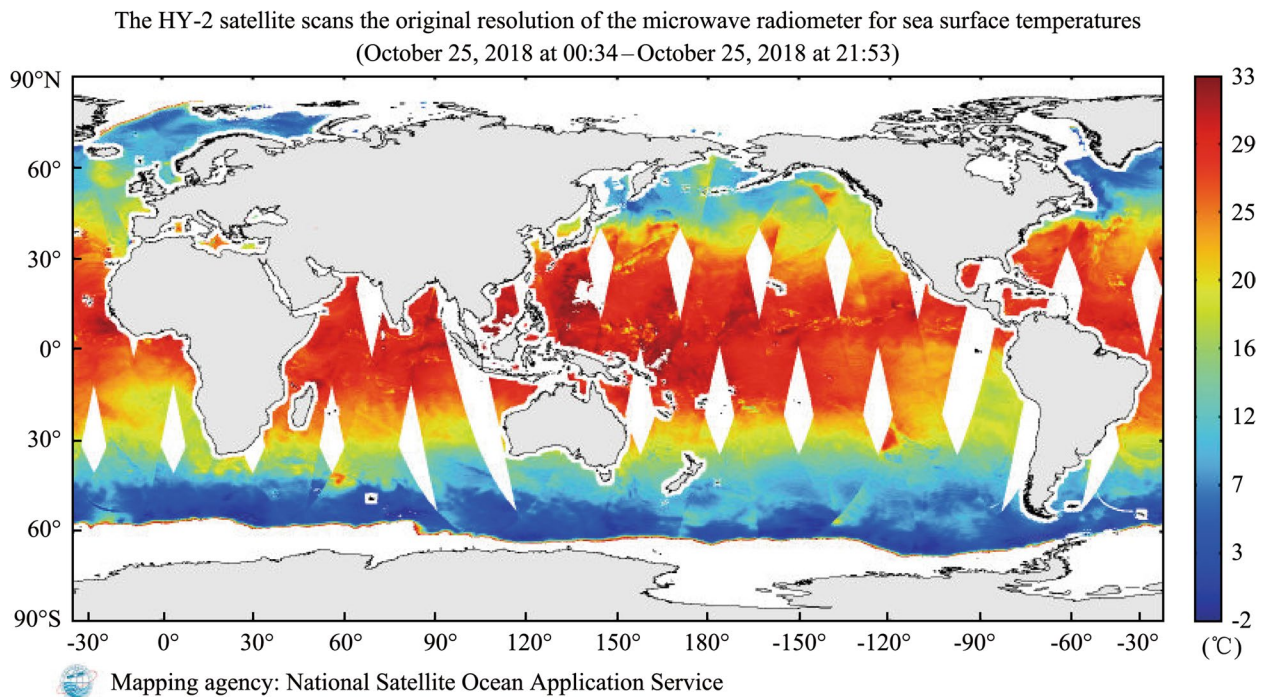 The HY-2 satellite scans the original resolution of the microwave radiometer for sea surface temperatures
(October 25, 2018 at 00:34–October 25, 2018 at 21:53)
90°N
60°
30°
0°
30°
60°
90°S
-30° 0° 30° 60° 90° 120° 150° 180° -150° -120° -90° -60° -30°
33
29
25
20
16
12
7
3
-2
(℃)
Mapping agency: National Satellite Ocean Application Service